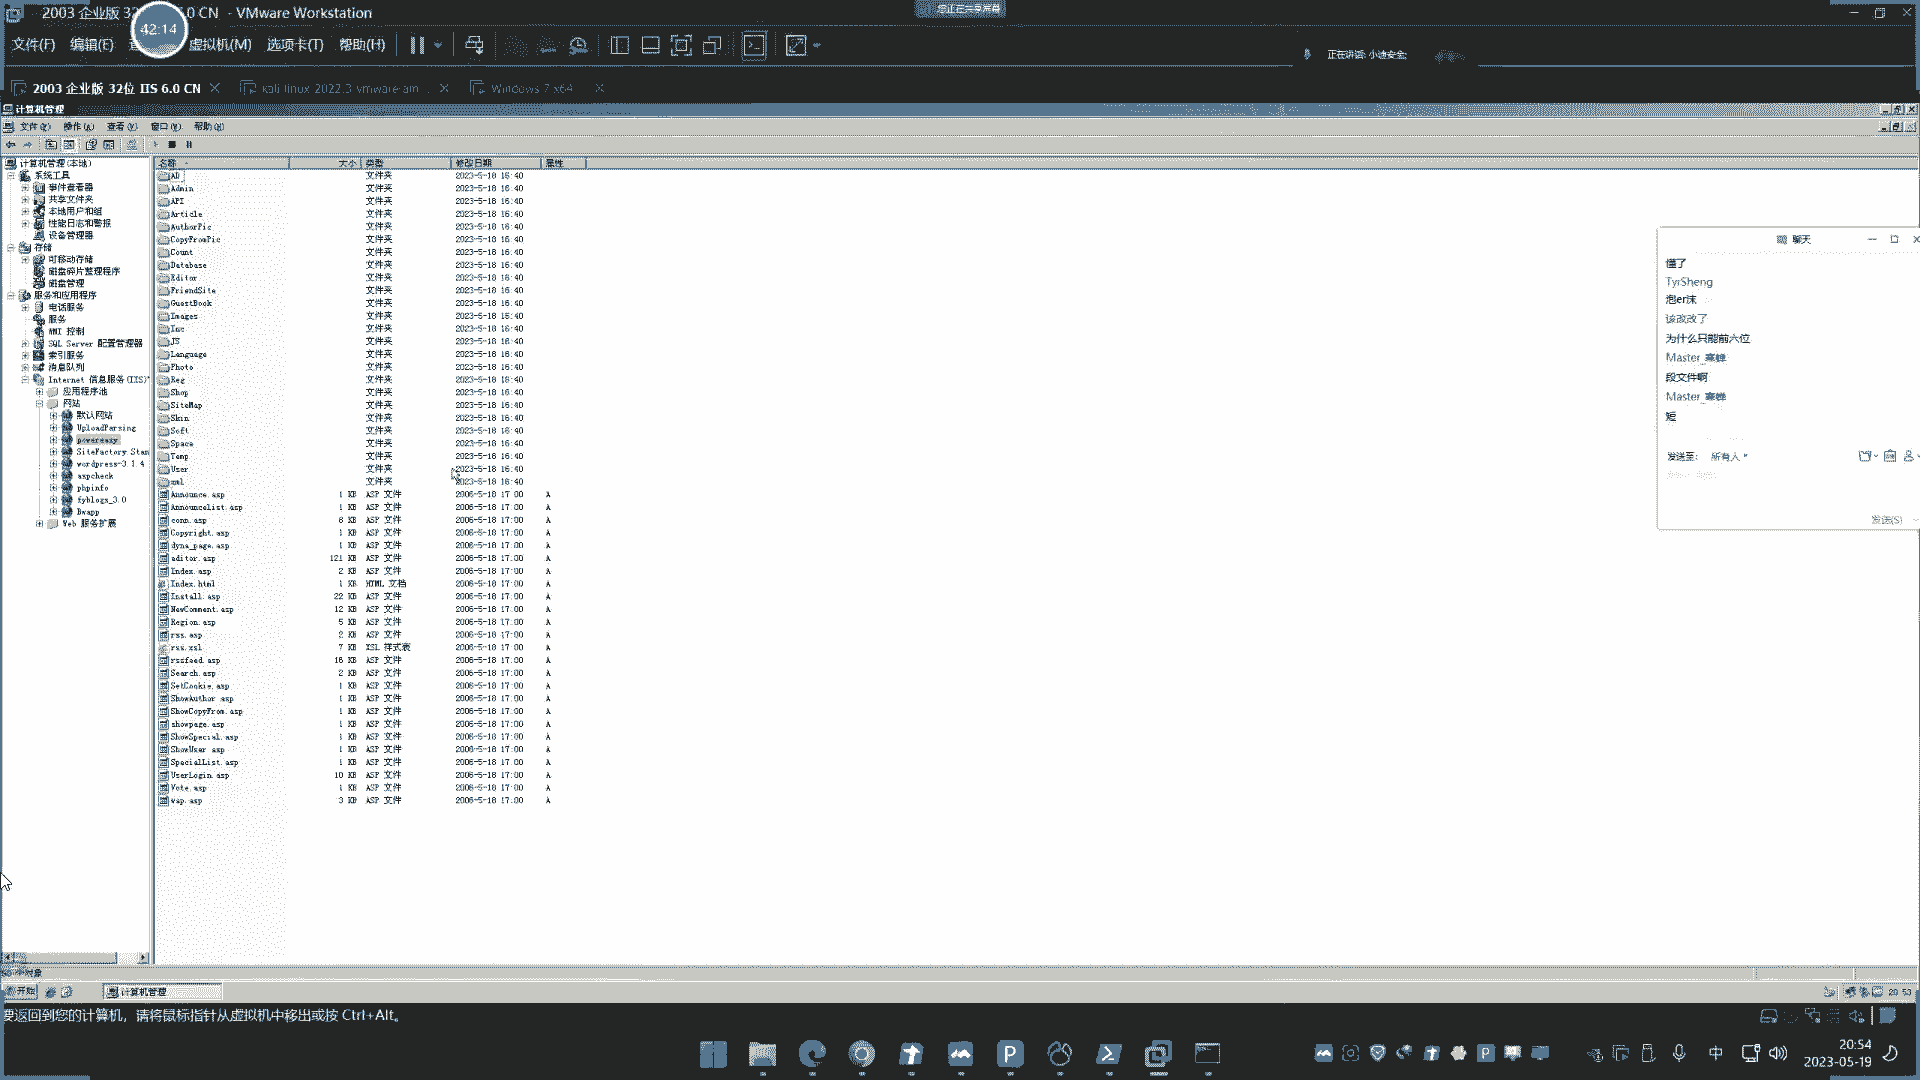 2003 企业版 32
.0 CN - VMware Workstation
您正在共享屏幕
42:14
文件(F) 编辑(E)
虚拟机(M) 选项卡(T) 帮助(H)
正在讲话: 小迪安全;
2003 企业版 32位 IIS 6.0 CN
kali-linux-2022.3-vmware-am
Windows 7 x64
计算机管理
文件(F) 操作(A) 查看(V) 窗口(W) 帮助(H)
计算机管理(本地)
系统工具
事件查看器
共享文件夹
本地用户和组
性能日志和警报
设备管理器
存储
可移动存储
磁盘碎片整理程序
磁盘管理
服务和应用程序
电话服务
服务
WMI 控制
SQL Server 配置管理器
索引服务
消息队列
Internet 信息服务(IIS)
应用程序池
网站
默认网站
UploadParsing
powereasy
SiteFactory Stan
wordpress-3.1.4
aspcheck
phpinfo
fyblogs_3.0
Bwapp
Web 服务扩展
名称 大小 类型 修改日期 属性
AD 文件夹 2023-5-18 16:40
Admin 文件夹 2023-5-18 16:40
API 文件夹 2023-5-18 16:40
Article 文件夹 2023-5-18 16:40
AuthorPic 文件夹 2023-5-18 16:40
CopyFromPic 文件夹 2023-5-18 16:40
Count 文件夹 2023-5-18 16:40
Database 文件夹 2023-5-18 16:40
Editor 文件夹 2023-5-18 16:40
FriendSite 文件夹 2023-5-18 16:40
GuestBook 文件夹 2023-5-18 16:40
Images 文件夹 2023-5-18 16:40
Inc 文件夹 2023-5-18 16:40
JS 文件夹 2023-5-18 16:40
Language 文件夹 2023-5-18 16:40
Photo 文件夹 2023-5-18 16:40
Reg 文件夹 2023-5-18 16:40
Shop 文件夹 2023-5-18 16:40
SiteMap 文件夹 2023-5-18 16:40
Skin 文件夹 2023-5-18 16:40
Soft 文件夹 2023-5-18 16:40
Space 文件夹 2023-5-18 16:40
Temp 文件夹 2023-5-18 16:40
User 文件夹 2023-5-18 16:40
xml 文件夹 2023-5-18 16:40
Announce.asp 1 KB ASP 文件 2006-5-18 17:00 A
AnnounceList.asp 1 KB ASP 文件 2006-5-18 17:00 A
conn.asp 6 KB ASP 文件 2006-5-18 17:00 A
Copyright.asp 1 KB ASP 文件 2006-5-18 17:00 A
dyna_page.asp 1 KB ASP 文件 2006-5-18 17:00 A
editor.asp 121 KB ASP 文件 2006-5-18 17:00 A
Index.asp 2 KB ASP 文件 2006-5-18 17:00 A
Index.html 1 KB HTML 文档 2006-5-18 17:00 A
Install.asp 22 KB ASP 文件 2006-5-18 17:00 A
NewComment.asp 12 KB ASP 文件 2006-5-18 17:00 A
Region.asp 5 KB ASP 文件 2006-5-18 17:00 A
rss.asp 2 KB ASP 文件 2006-5-18 17:00 A
rss.xsl 7 KB XSL 样式表 2006-5-18 17:00 A
rssfeed.asp 16 KB ASP 文件 2006-5-18 17:00 A
Search.asp 2 KB ASP 文件 2006-5-18 17:00 A
SetCookie.asp 1 KB ASP 文件 2006-5-18 17:00 A
ShowAuthor.asp 1 KB ASP 文件 2006-5-18 17:00 A
ShowCopyFrom.asp 1 KB ASP 文件 2006-5-18 17:00 A
showpage.asp 1 KB ASP 文件 2006-5-18 17:00 A
ShowSpecial.asp 1 KB ASP 文件 2006-5-18 17:00 A
ShowUser.asp 1 KB ASP 文件 2006-5-18 17:00 A
SpecialList.asp 1 KB ASP 文件 2006-5-18 17:00 A
UserLogin.asp 10 KB ASP 文件 2006-5-18 17:00 A
Vote.asp 1 KB ASP 文件 2006-5-18 17:00 A
wap.asp 3 KB ASP 文件 2006-5-18 17:00 A
聊天
懂了
TyrSheng
泡er沫
该改改了
为什么只能前六位
Master
段文件啊
Master
短
发送至: 所有人
发送(S)
开始
计算机管理
20:53
要返回到您的计算机，请将鼠标指针从虚拟机中移出或按 Ctrl+Alt。
中
20:54
2023-05-19